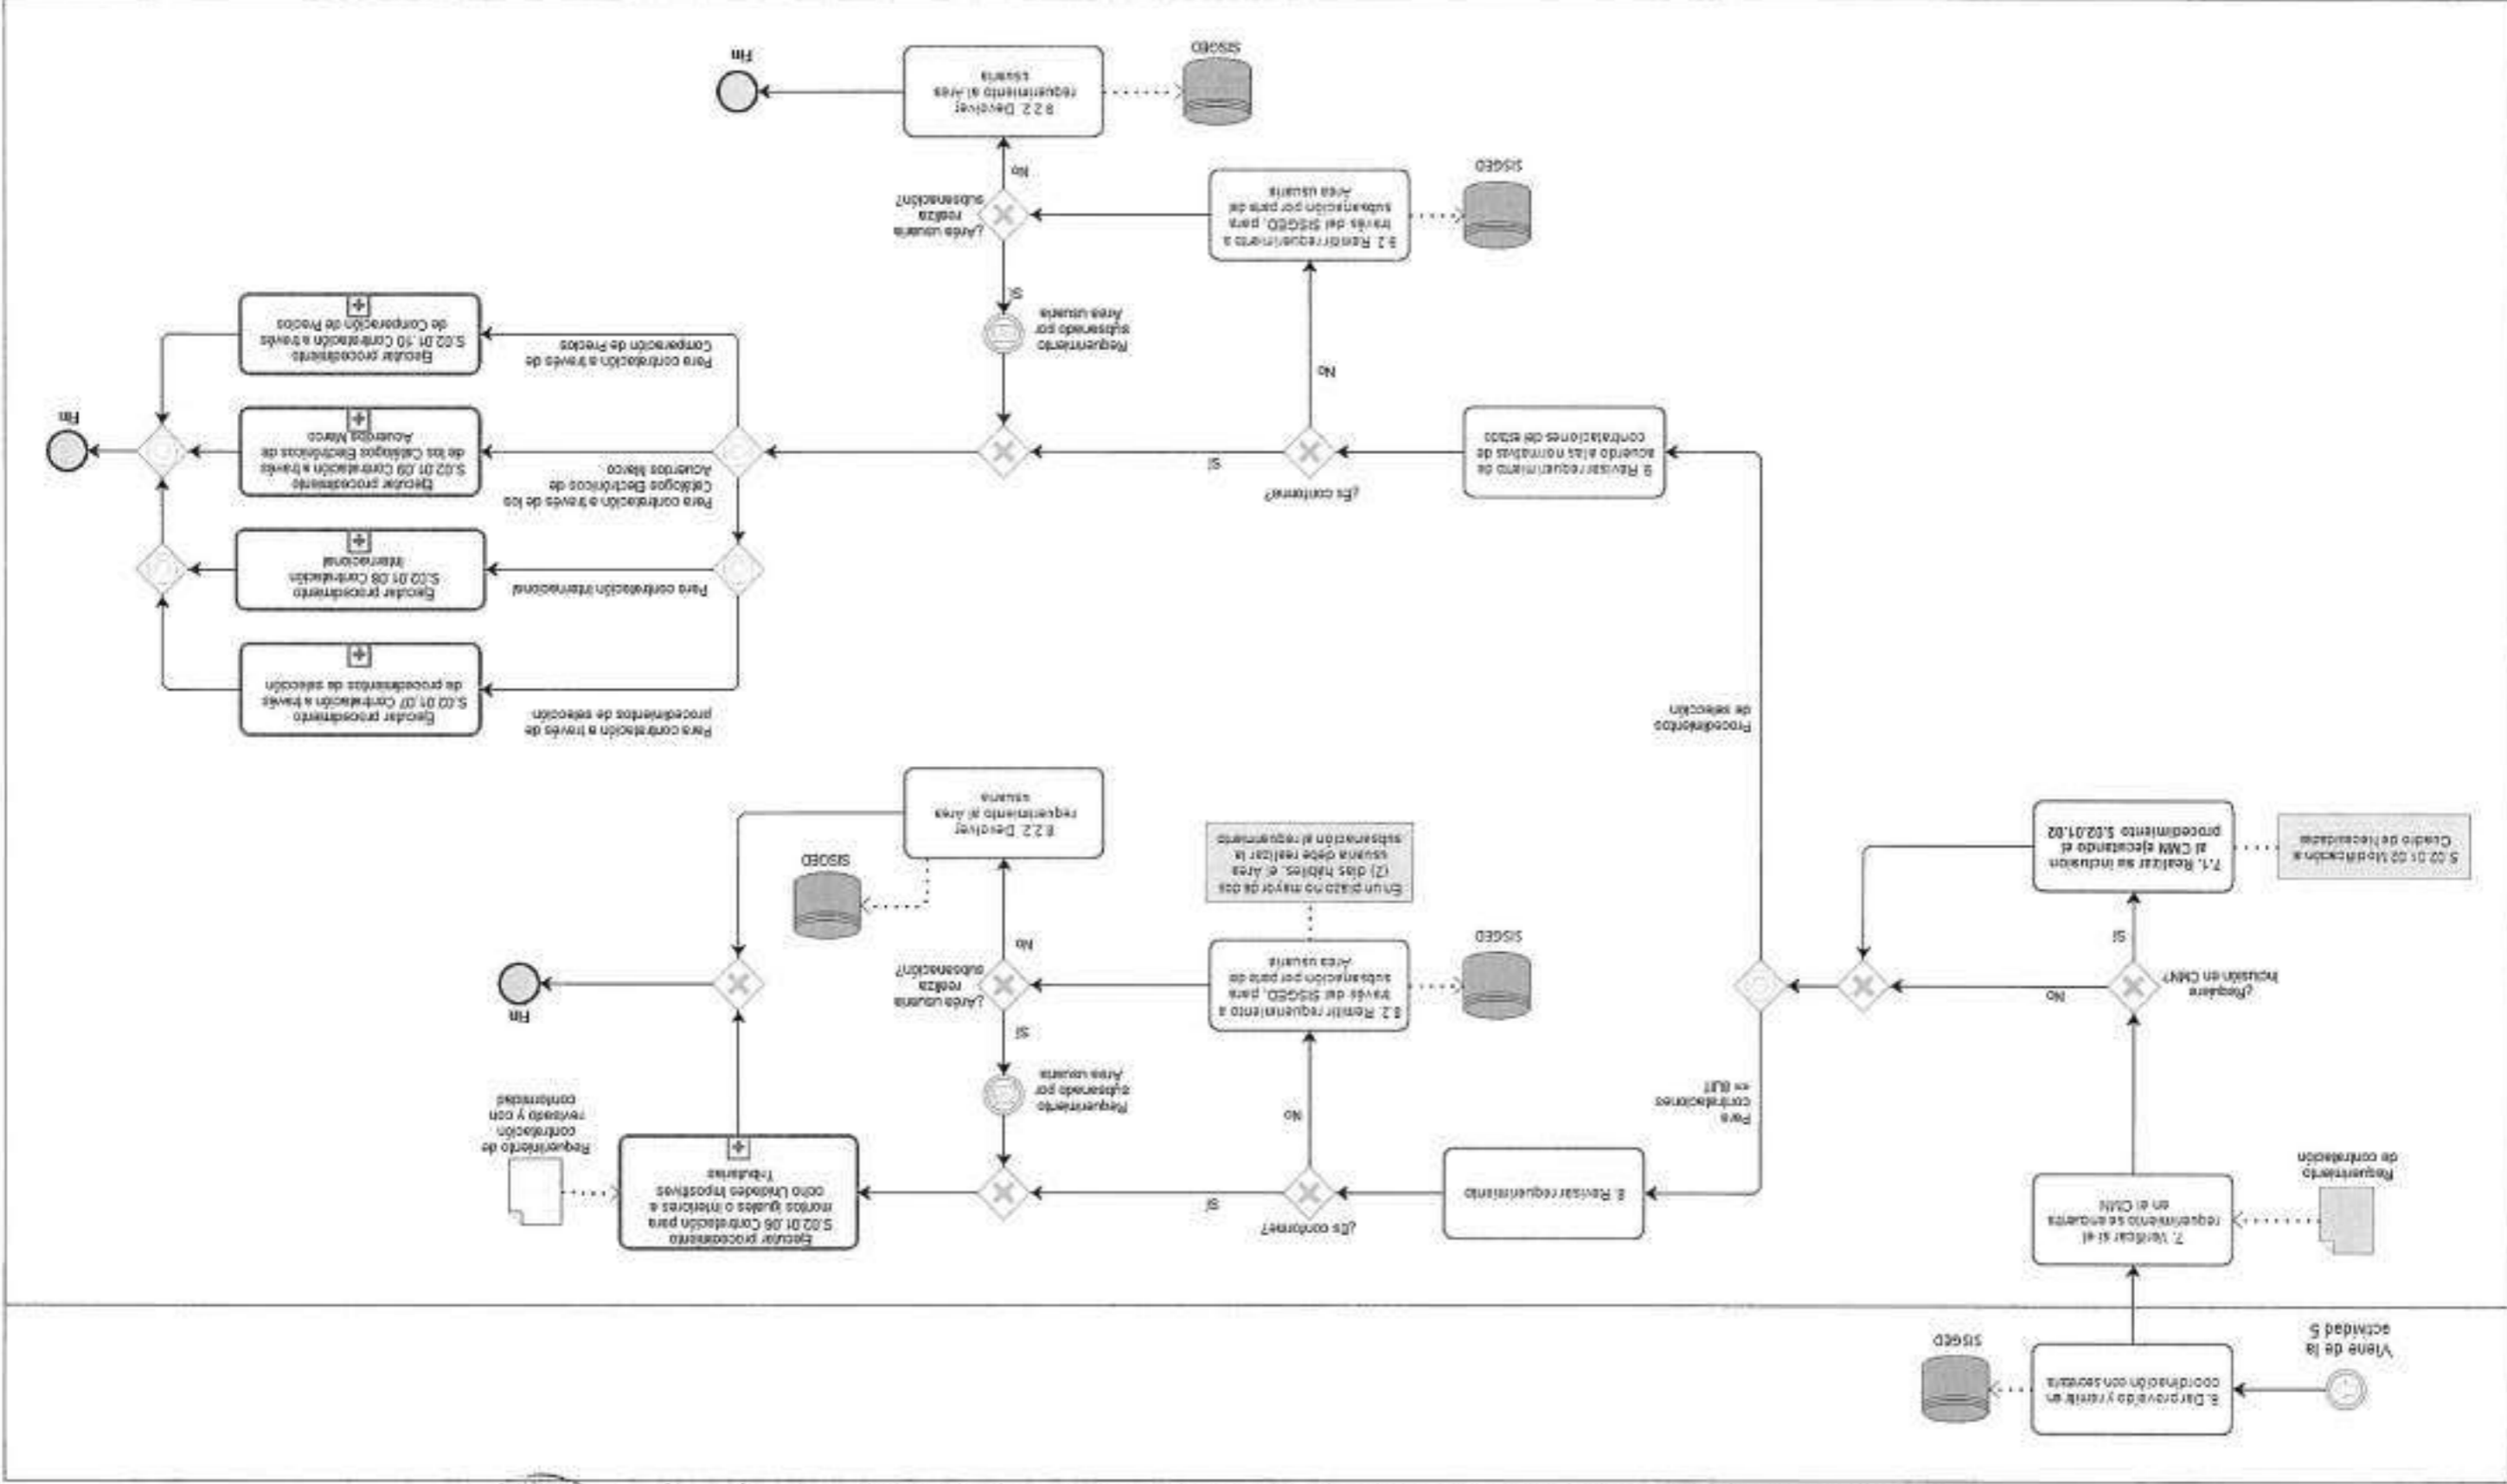 Viene de la
actividad 5
6. Dar proveído y remitir en
coordinación con secretaría
SISGED
Requerimiento
de contratación
7. Verificar si el
requerimiento se encuentra
en el CMN
¿Requiere
inclusión en CMN?
No
Sí
S.02.01.02 Modificación al
Cuadro de Necesidades
7.1. Realizar su inclusión
al CMN ejecutando el
procedimiento S.02.01.02
Para
contrataciones
8UIT
Procedimientos
de selección
8. Revisar requerimiento
¿Es conforme?
Sí
No
8.2. Remitir requerimiento a
través del SISGED, para
subsanación por parte de
Área usuaria
SISGED
En un plazo no mayor de dos
(2) días hábiles, el Área
usuaria debe realizar la
subsanación al requerimiento
Requerimiento
subsanado por
Área usuaria
Sí
¿Área usuaria
realiza
subsanación?
No
8.2.2. Devolver
requerimiento al Área
usuaria
SISGED
Ejecutar procedimiento
S.02.01.06 Contratación para
montos iguales o inferiores a
ocho Unidades Impositivas
Tributarias
Requerimiento de
contratación
revisado y con
conformidad
Fin
9. Revisar requerimiento de
acuerdo a las normativas de
contrataciones del estado
¿Es conforme?
Sí
No
9.2. Remitir requerimiento a
través del SISGED, para
subsanación por parte del
Área usuaria
SISGED
Requerimiento
subsanado por
Área usuaria
Sí
¿Área usuaria
realiza
subsanación?
No
9.2.2. Devolver
requerimiento al Área
usuaria
SISGED
Fin
Para contratación a través de
procedimientos de selección
Ejecutar procedimiento
S.02.01.07 Contratación a través
de procedimientos de selección
Para contratación Internacional
Ejecutar procedimiento
S.02.01.08 Contratación
Internacional
Para contratación a través de los
Catálogos Electrónicos de
Acuerdos Marco
Ejecutar procedimiento
S.02.01.09 Contratación a través
de los Catálogos Electrónicos de
Acuerdos Marco
Para contratación a través de
Comparación de Precios
Ejecutar procedimiento
S.02.01.10 Contratación a través
de Comparación de Precios
Fin